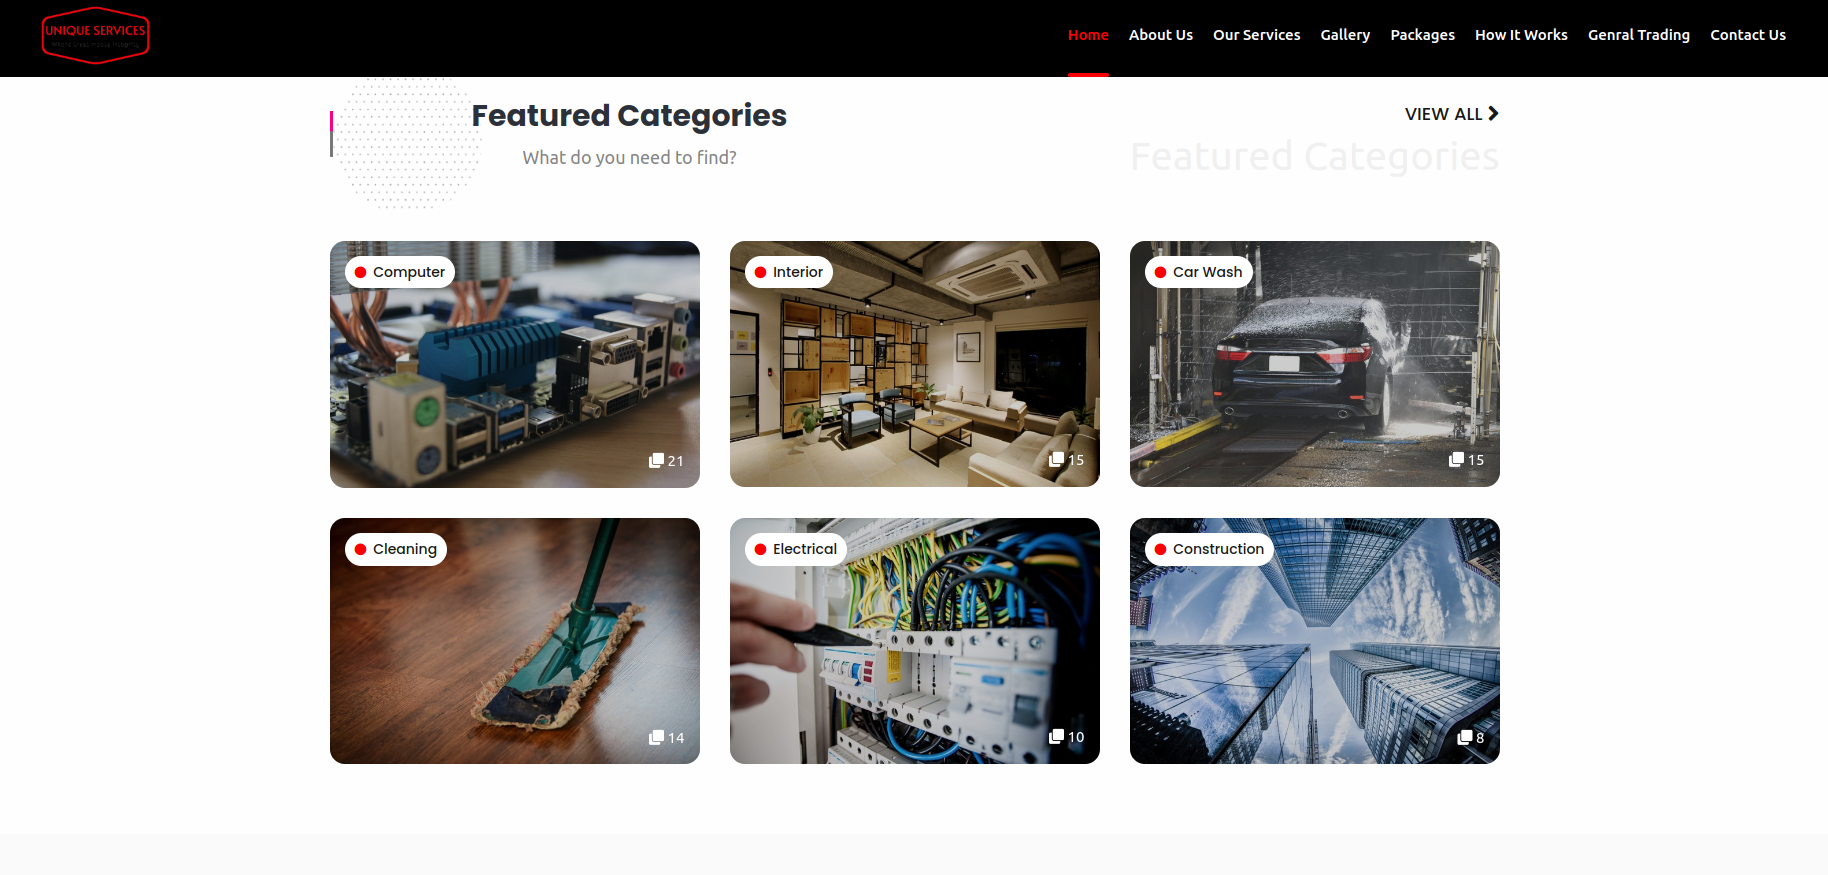 UNIQUE SERVICES
Home About Us Our Services Gallery Packages How It Works Genral Trading Contact Us
Featured Categories
VIEW ALL
What do you need to find?
Featured Categories
Computer
Interior
Car Wash
21
15
15
Cleaning
Electrical
Construction
14
10
8